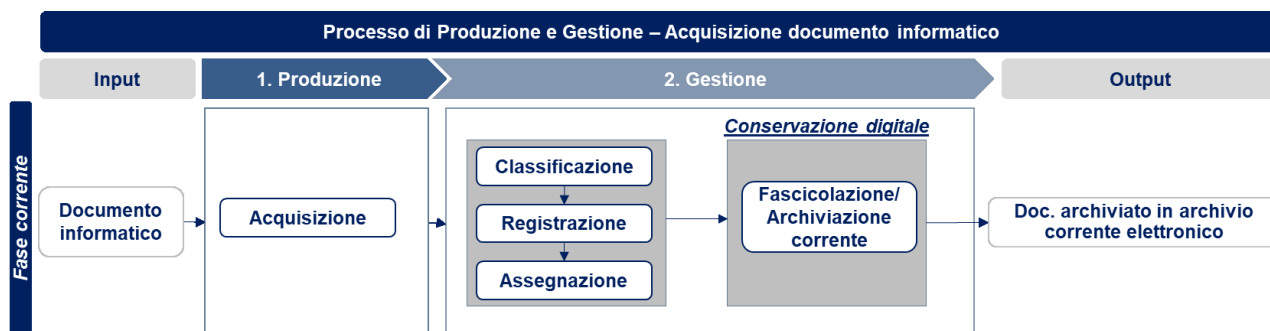 Processo di Produzione e Gestione – Acquisizione documento informatico
Input
1. Produzione
2. Gestione
Output
Fase corrente
Documento
informatico
Acquisizione
Classificazione
Registrazione
Assegnazione
Conservazione digitale
Fascicolazione/
Archiviazione
corrente
Doc. archiviato in archivio
corrente elettronico